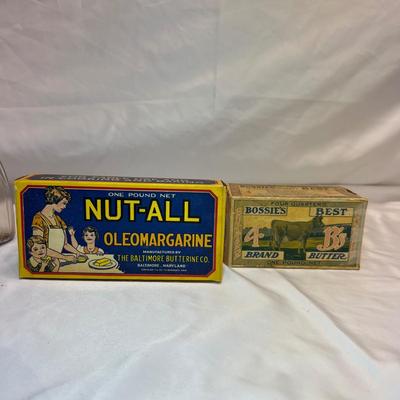 ONE POUND NET
NUT-ALL
OLEOMARGARINE
MANUFACTURED BY
THE BALTIMORE BUTTERINE CO.
BALTIMORE, MARYLAND
FOUR QUARTERS
BOSSIE'S BEST
4 B's
BRAND BUTTER
ONE POUND NET